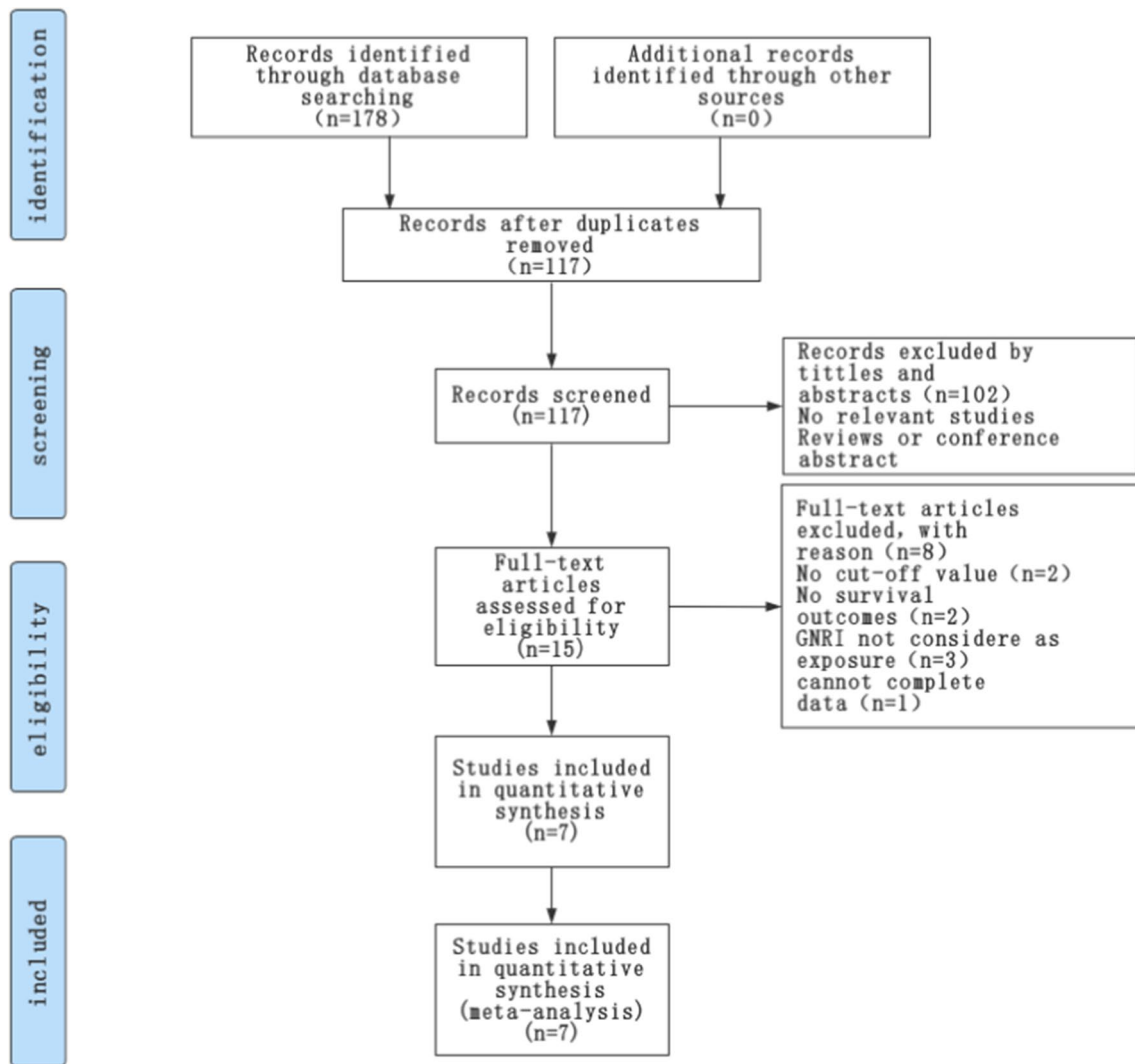 identification
Records identified
through database
searching
(n=178)
Additional records
identified through other
sources
(n=0)
Records after duplicates
removed
(n=117)
screening
Records screened
(n=117)
Records excluded by
tittles and
abstracts (n=102)
No relevant studies
Reviews or conference
abstract
eligibility
Full-text
articles
assessed for
eligibility
(n=15)
Full-text articles
excluded, with
reason (n=8)
No cut-off value (n=2)
No survival
outcomes (n=2)
GNRI not considere as
exposure (n=3)
cannot complete
data (n=1)
Studies included
in quantitative
synthesis
(n=7)
included
Studies included
in quantitative
synthesis
(meta-analysis)
(n=7)